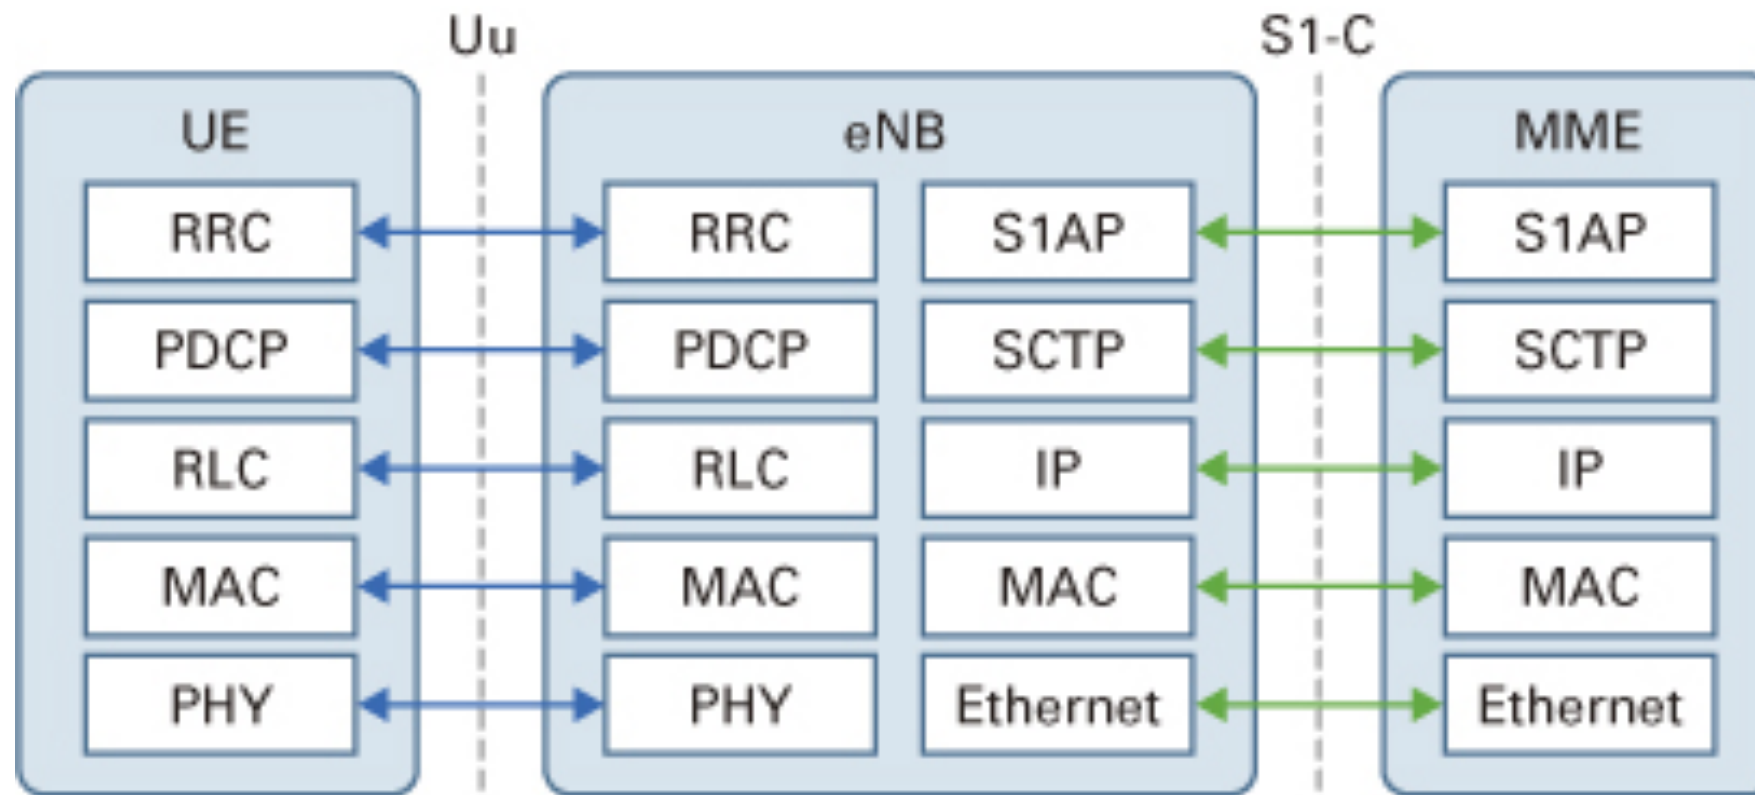 Uu S1-C
UE eNB MME
RRC RRC S1AP S1AP
PDCP PDCP SCTP SCTP
RLC RLC IP IP
MAC MAC MAC MAC
PHY PHY Ethernet Ethernet